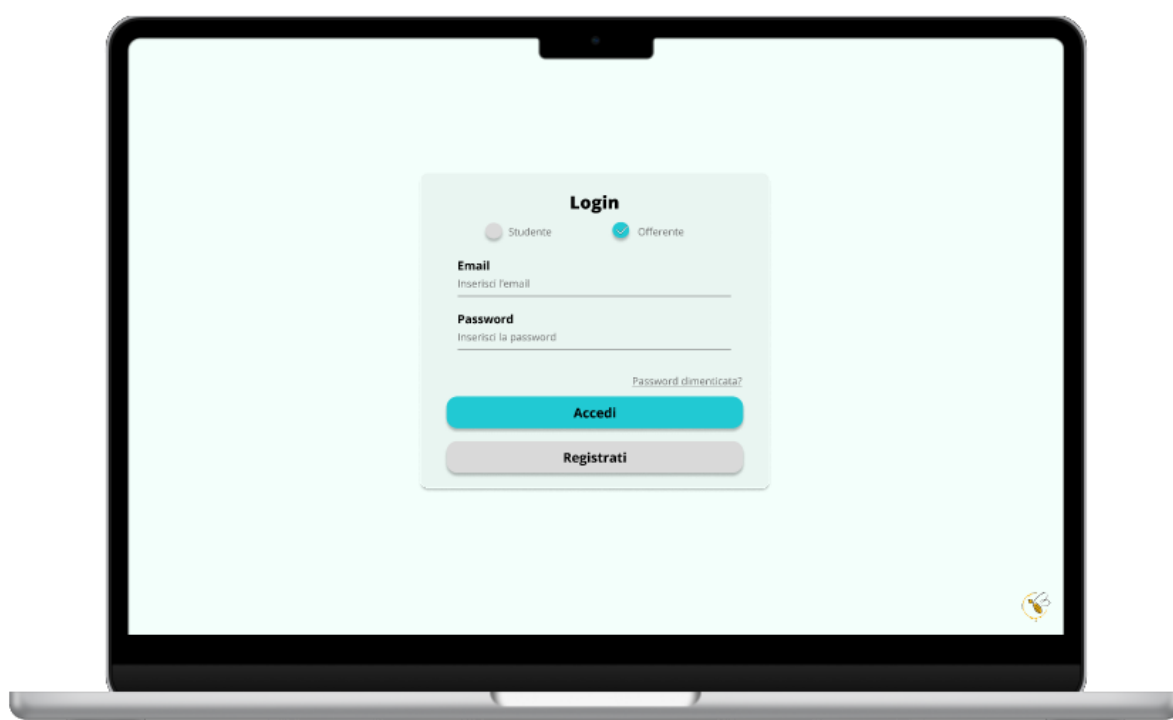 Login
Studente Offerente
Email
Inserisci l'email
Password
Inserisci la password
Password dimenticata?
Accedi
Registrati